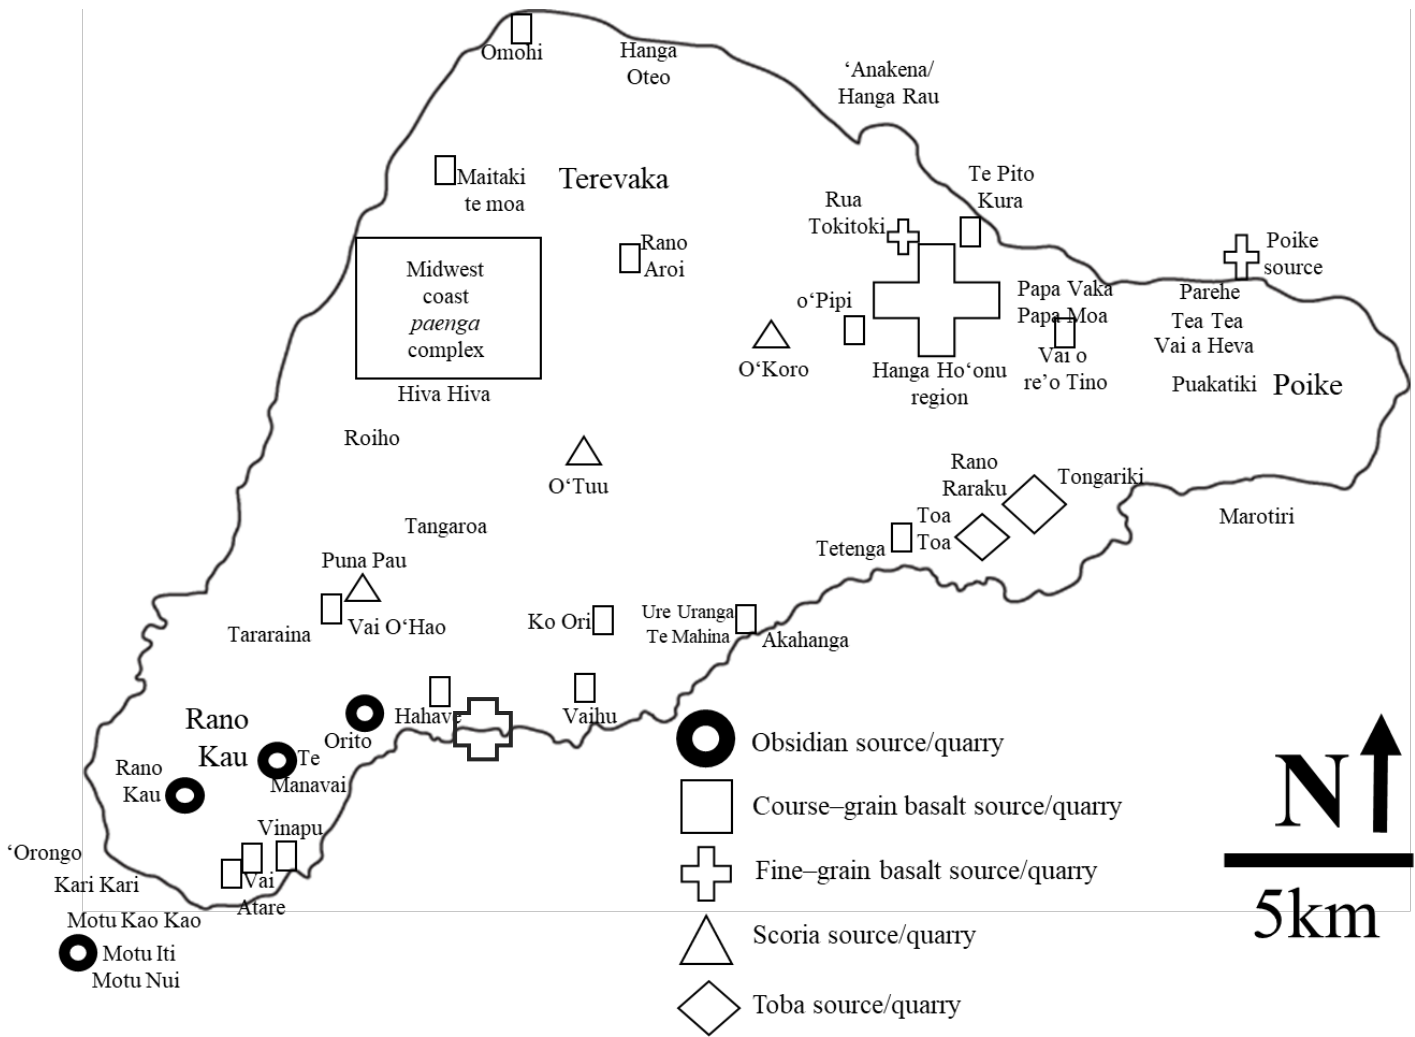 Omohi
Hanga
Oteo
‘Anakena/
Hanga Rau
Maitaki
te moa
Terevaka
Te Pito
Kura
Rua
Tokitoki
Rano
Aroi
Poike
source
Midwest
coast
paenga
complex
Hiva Hiva
o‘Pipi
Papa Vaka
Papa Moa
Vai o
re’o Tino
Parehe
Tea Tea
Vai a Heva
Puakatiki
Poike
O‘Koro
Hanga Ho‘onu
region
Roiho
O‘Tuu
Rano
Raraku
Tongariki
Toa
Toa
Tetenga
Marotiri
Tangaroa
Puna Pau
Vai O‘Hao
Tararaina
Ko Ori
Ure Uranga
Te Mahina
Akahanga
Hahave
Vaihu
Rano
Kau
Orito
Te
Manavai
Rano
Kau
Vinapu
Vai
Atare
‘Orongo
Kari Kari
Motu Kao Kao
Motu Iti
Motu Nui
Obsidian source/quarry
Course–grain basalt source/quarry
Fine–grain basalt source/quarry
Scoria source/quarry
Toba source/quarry
N
5km